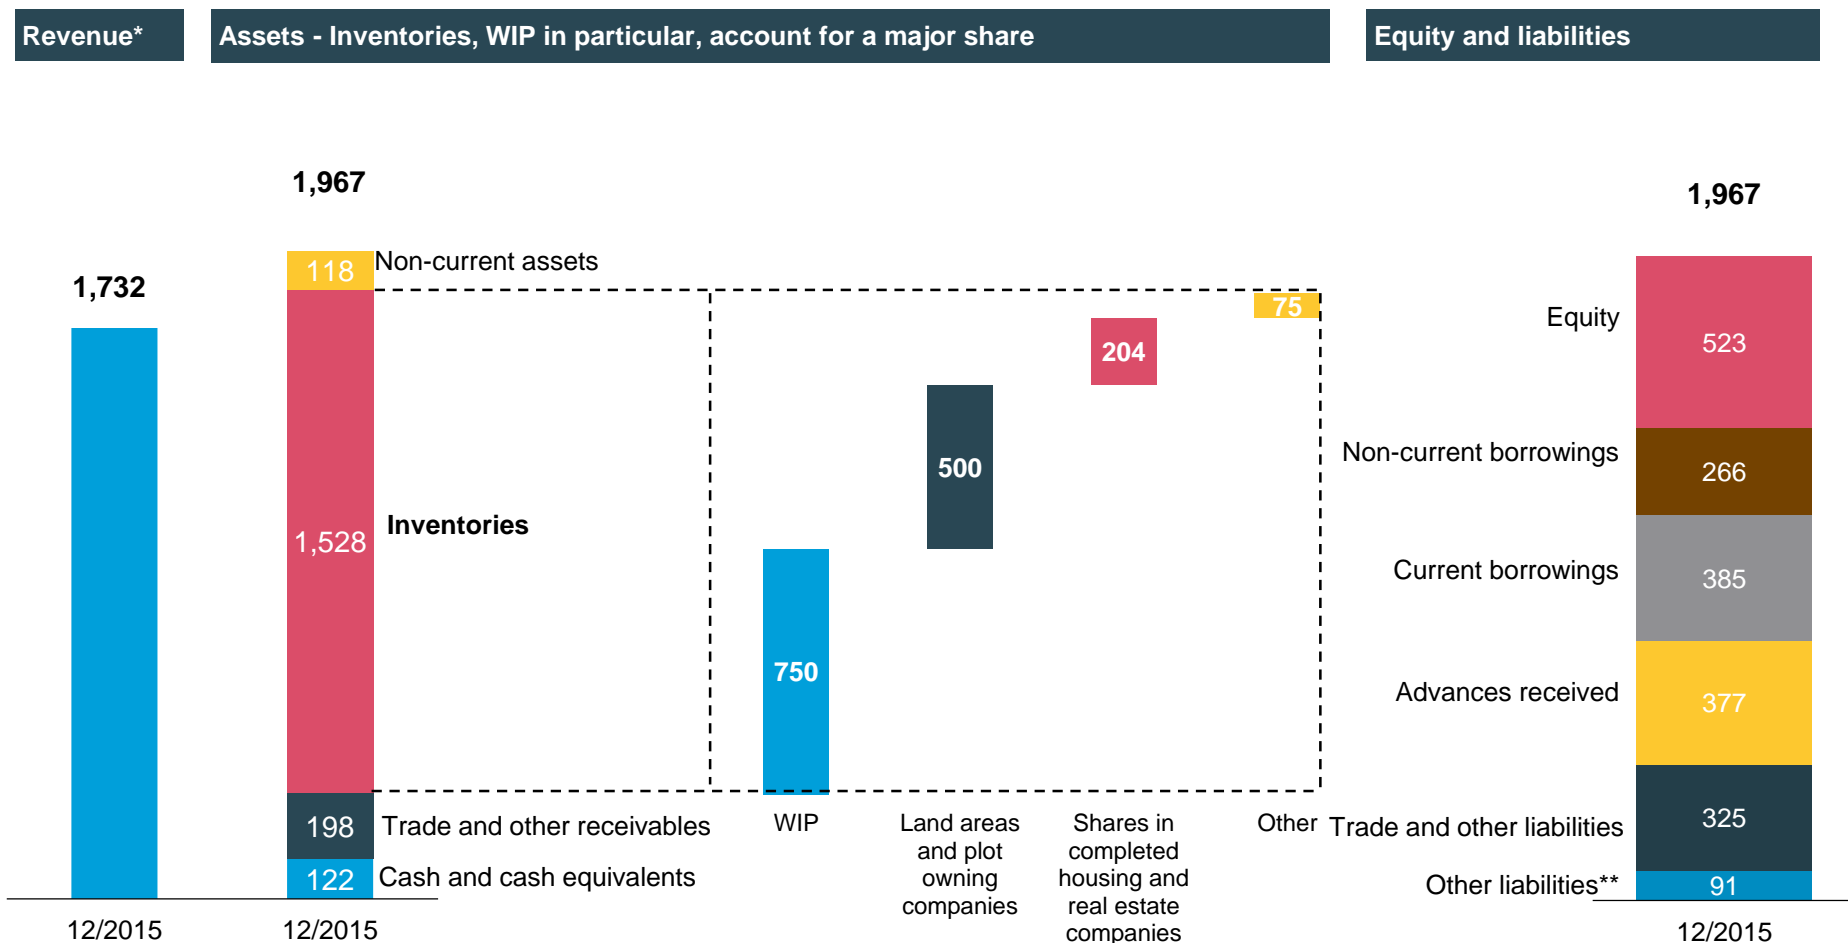 Revenue*
Assets - Inventories, WIP in particular, account for a major share
Equity and liabilities
1,732
12/2015
1,967
118
Non-current assets
1,528
Inventories
198
Trade and other receivables
122
Cash and cash equivalents
12/2015
750
WIP
500
Land areas
and plot
owning
companies
204
Shares in
completed
housing and
real estate
companies
75
Other
1,967
Equity
523
Non-current borrowings
266
Current borrowings
385
Advances received
377
Trade and other liabilities
325
Other liabilities**
91
12/2015